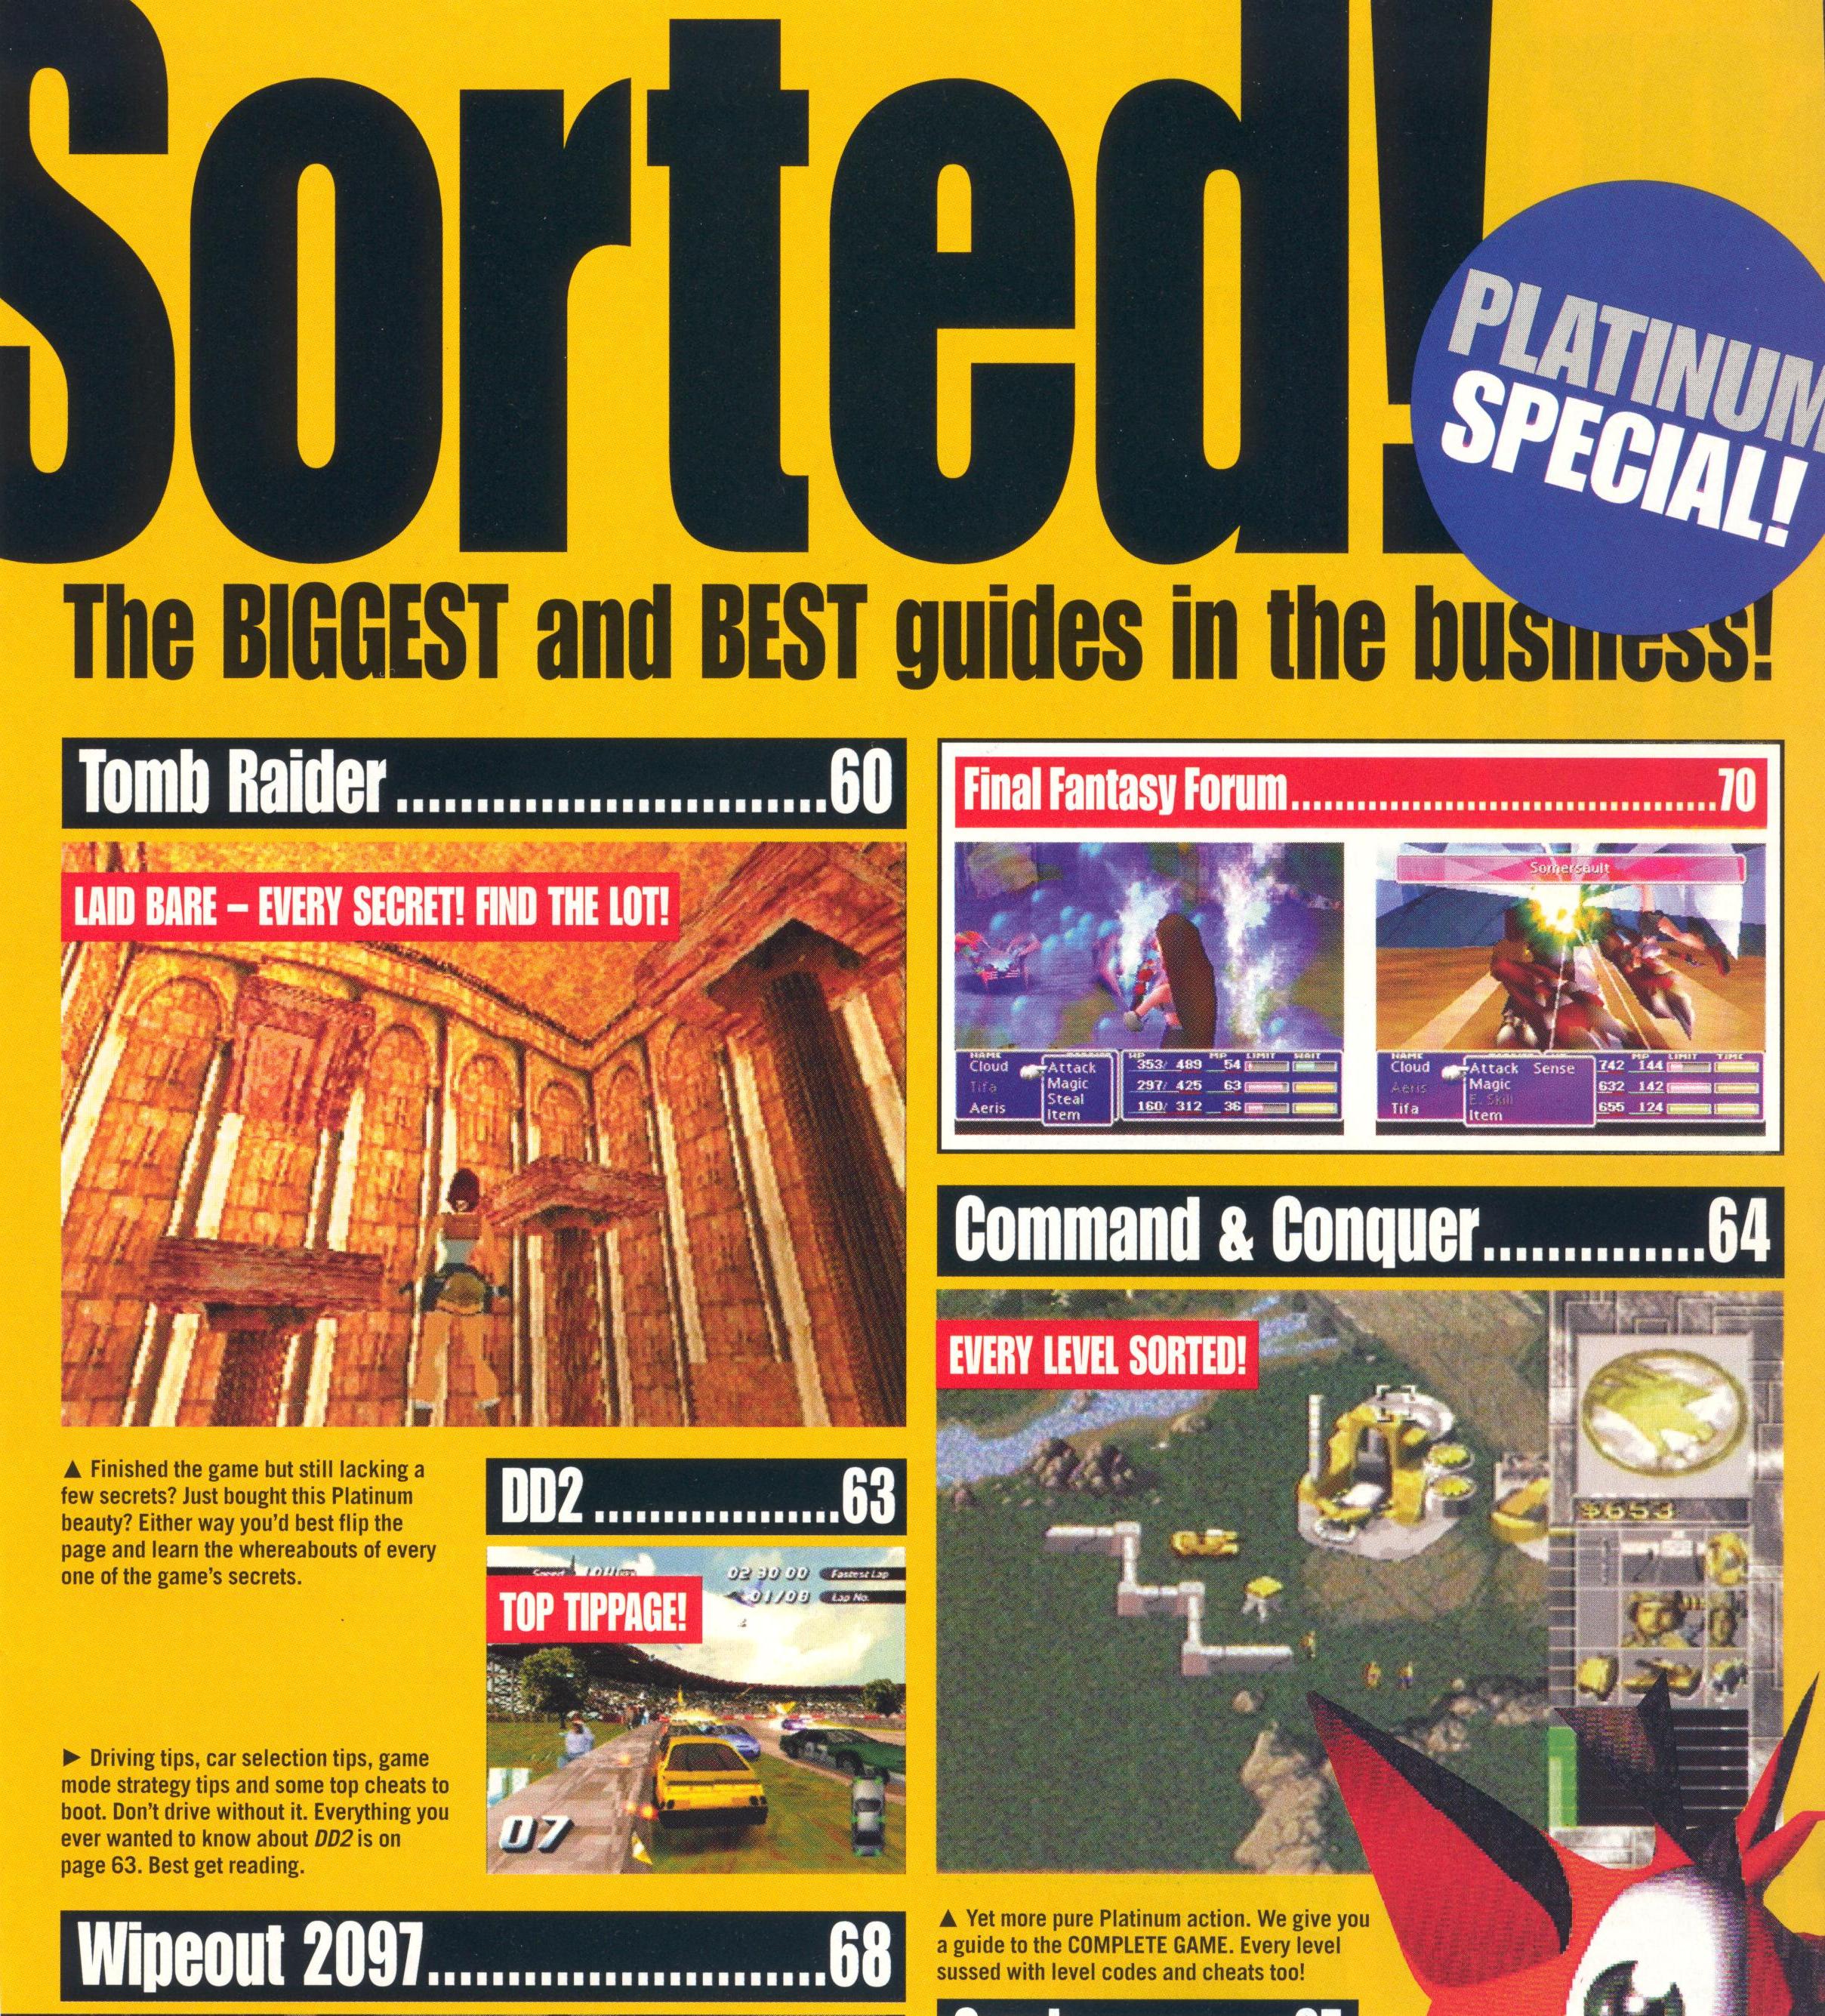 Sorted!
PLATINUM
SPECIAL!
The BIGGEST and BEST guides in the business!
Tomb Raider..........................60
LAID BARE – EVERY SECRET! FIND THE LOT!
▲ Finished the game but still lacking a
few secrets? Just bought this Platinum
beauty? Either way you'd best flip the
page and learn the whereabouts of every
one of the game's secrets.
DD2...................63
TOP TIPPAGE!
02 30 00 Fastest Lap
01/08 Lap No.
07
► Driving tips, car selection tips, game
mode strategy tips and some top cheats to
boot. Don't drive without it. Everything you
ever wanted to know about DD2 is on
page 63. Best get reading.
Wipeout 2097.........................68
Final Fantasy Forum.......................................70
NAME HP MP LIMIT WAIT
Cloud Attack 353/ 489 54
Tifa Magic 297/ 425 63
Steal
Aeris Item 160/ 312 36
Somersault
NAME MP LIMIT TIME
Cloud Attack Sense 742 144
Aeris Magic 632 142
E. Skill
Tifa Item 655 124
Command & Conquer..............64
EVERY LEVEL SORTED!
$653
▲ Yet more pure Platinum action. We give you
a guide to the COMPLETE GAME. Every level
sussed with level codes and cheats too!